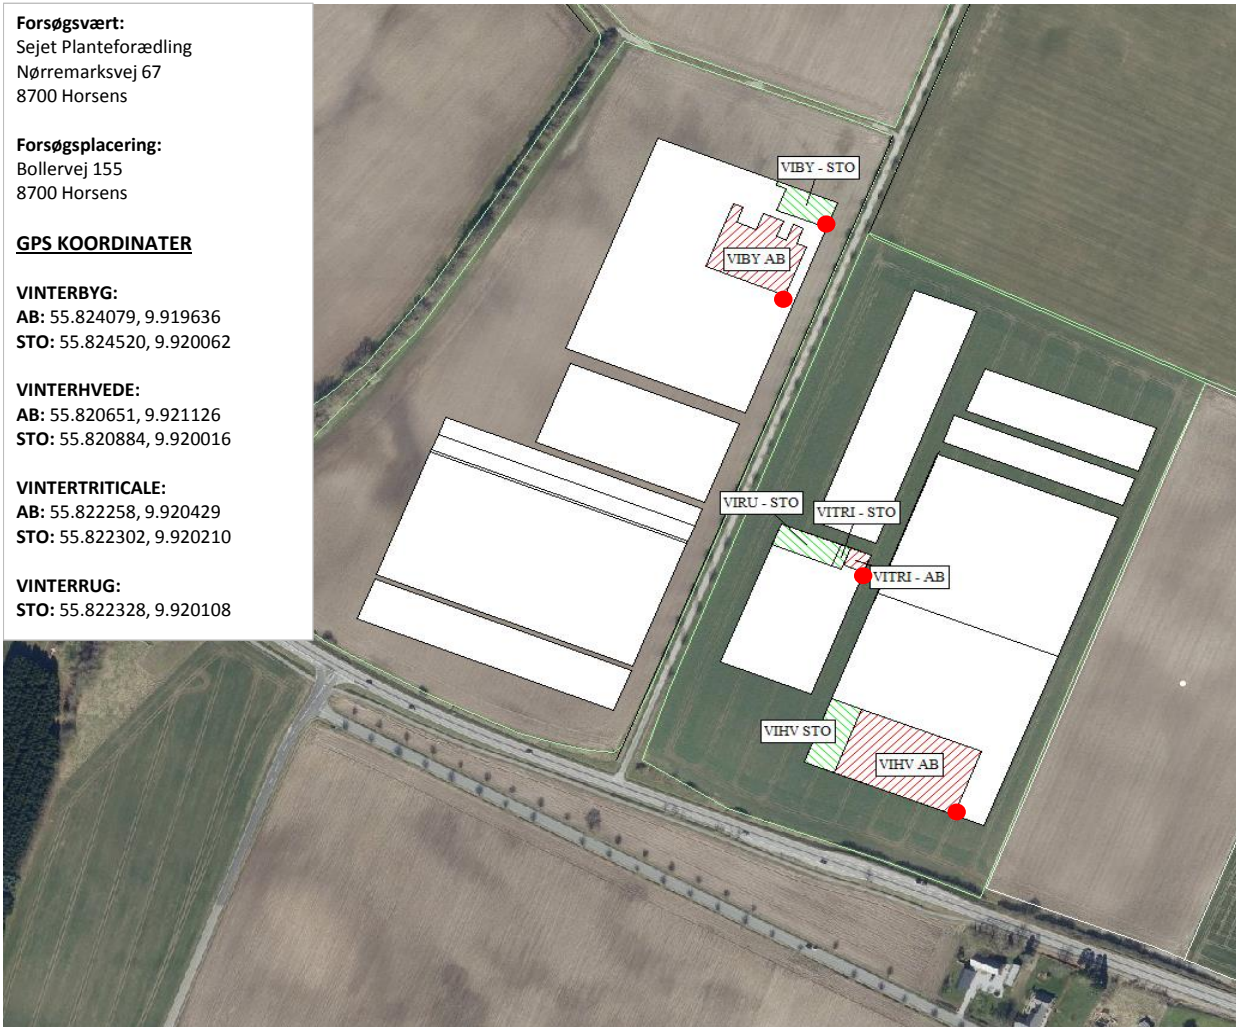 Forsøgsvært:
Sejet Planteforædling
Nørremarksvej 67
8700 Horsens
Forsøgsplacering:
Bollervej 155
8700 Horsens
GPS KOORDINATER
VINTERBYG:
AB: 55.824079, 9.919636
STO: 55.824520, 9.920062
VINTERHVEDE:
AB: 55.820651, 9.921126
STO: 55.820884, 9.920016
VINTERTRITICALE:
AB: 55.822258, 9.920429
STO: 55.822302, 9.920210
VINTERRUG:
STO: 55.822328, 9.920108
VIBY - STO
VIBY AB
VIRU - STO
VITRI - STO
VITRI - AB
VIHV STO
VIHV AB